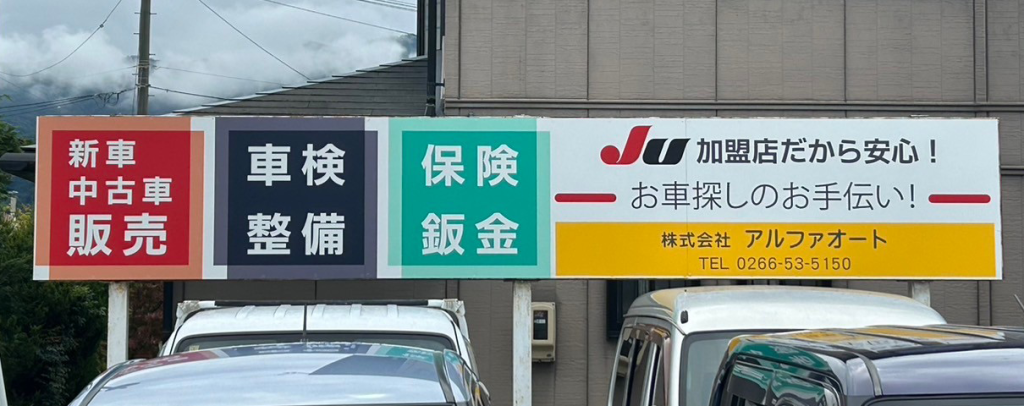 新車
中古車
販売
車検
整備
保険
鈑金
JU 加盟店だから安心！
お車探しのお手伝い！
株式会社 アルファオート
TEL 0266-53-5150